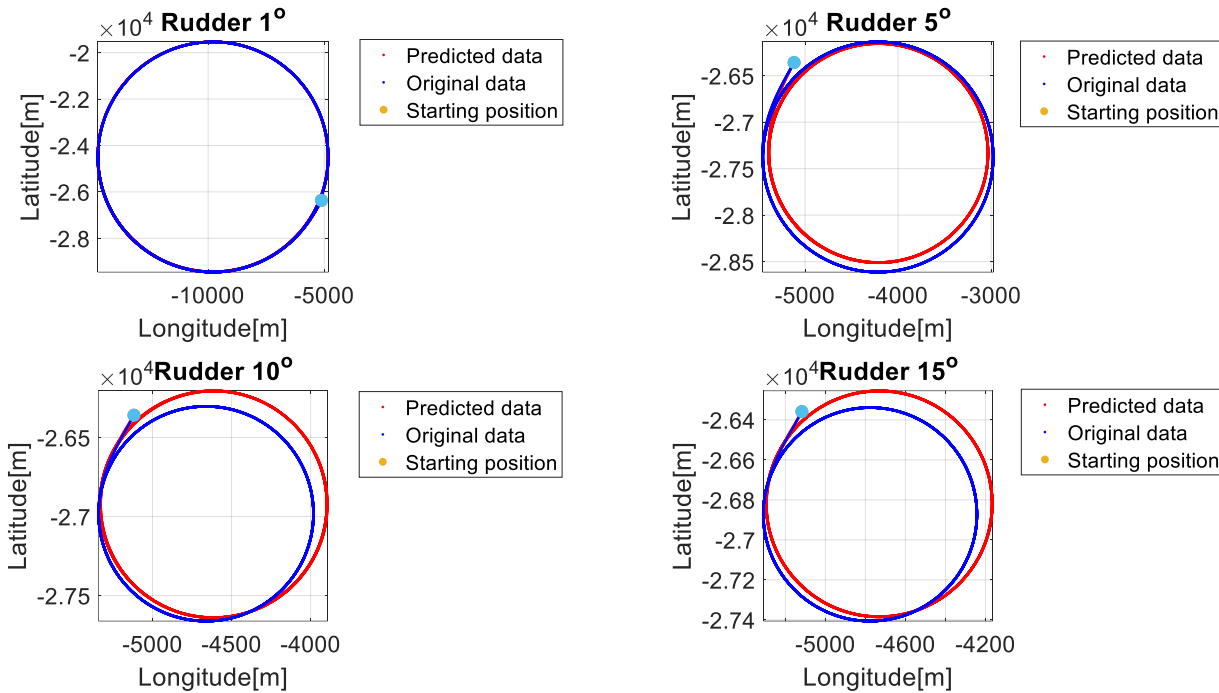 ×10⁴ Rudder 1°
Latitude[m]
-2
-2.2
-2.4
-2.6
-2.8
-10000 -5000
Longitude[m]
Predicted data
Original data
Starting position
×10⁴ Rudder 5°
Latitude[m]
-2.65
-2.7
-2.75
-2.8
-2.85
-5000 -4000 -3000
Longitude[m]
Predicted data
Original data
Starting position
×10⁴ Rudder 10°
Latitude[m]
-2.65
-2.7
-2.75
-5000 -4500 -4000
Longitude[m]
Predicted data
Original data
Starting position
×10⁴ Rudder 15°
Latitude[m]
-2.64
-2.66
-2.68
-2.7
-2.72
-2.74
-5000 -4600 -4200
Longitude[m]
Predicted data
Original data
Starting position